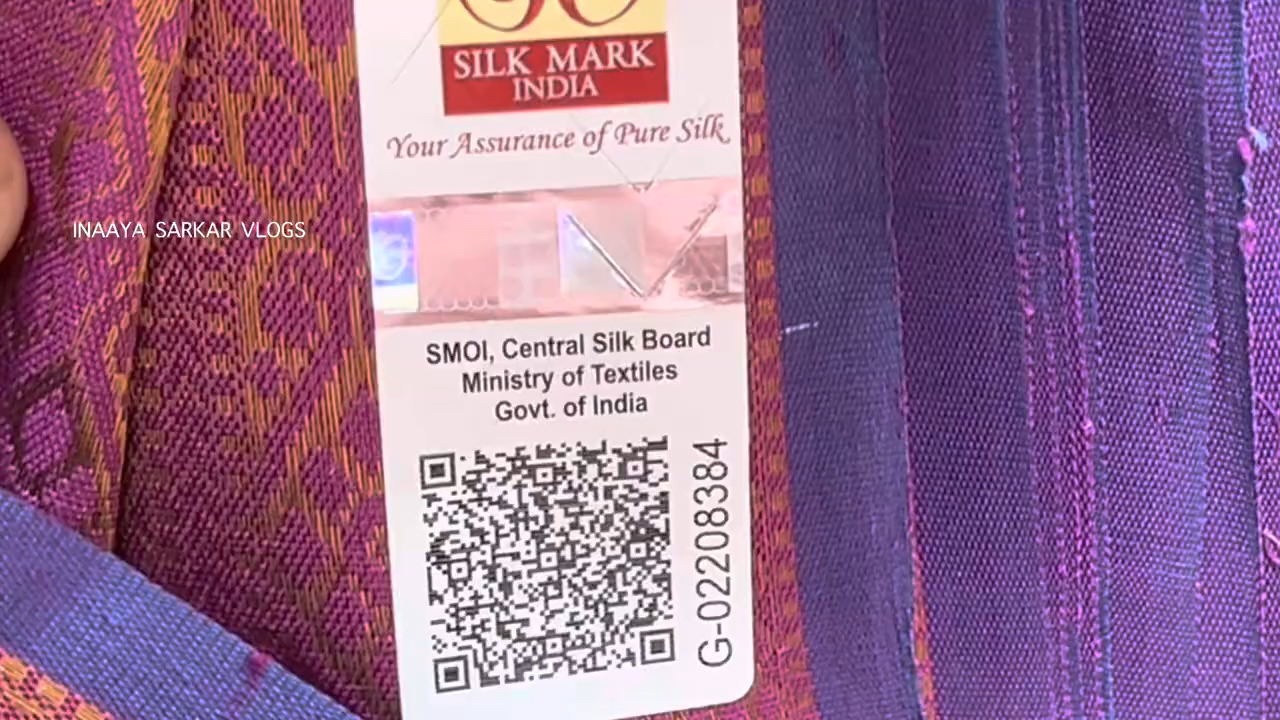 SILK MARK
INDIA
Your Assurance of Pure Silk
INAAYA SARKAR VLOGS
SMOI, Central Silk Board
Ministry of Textiles
Govt. of India
G-02208384